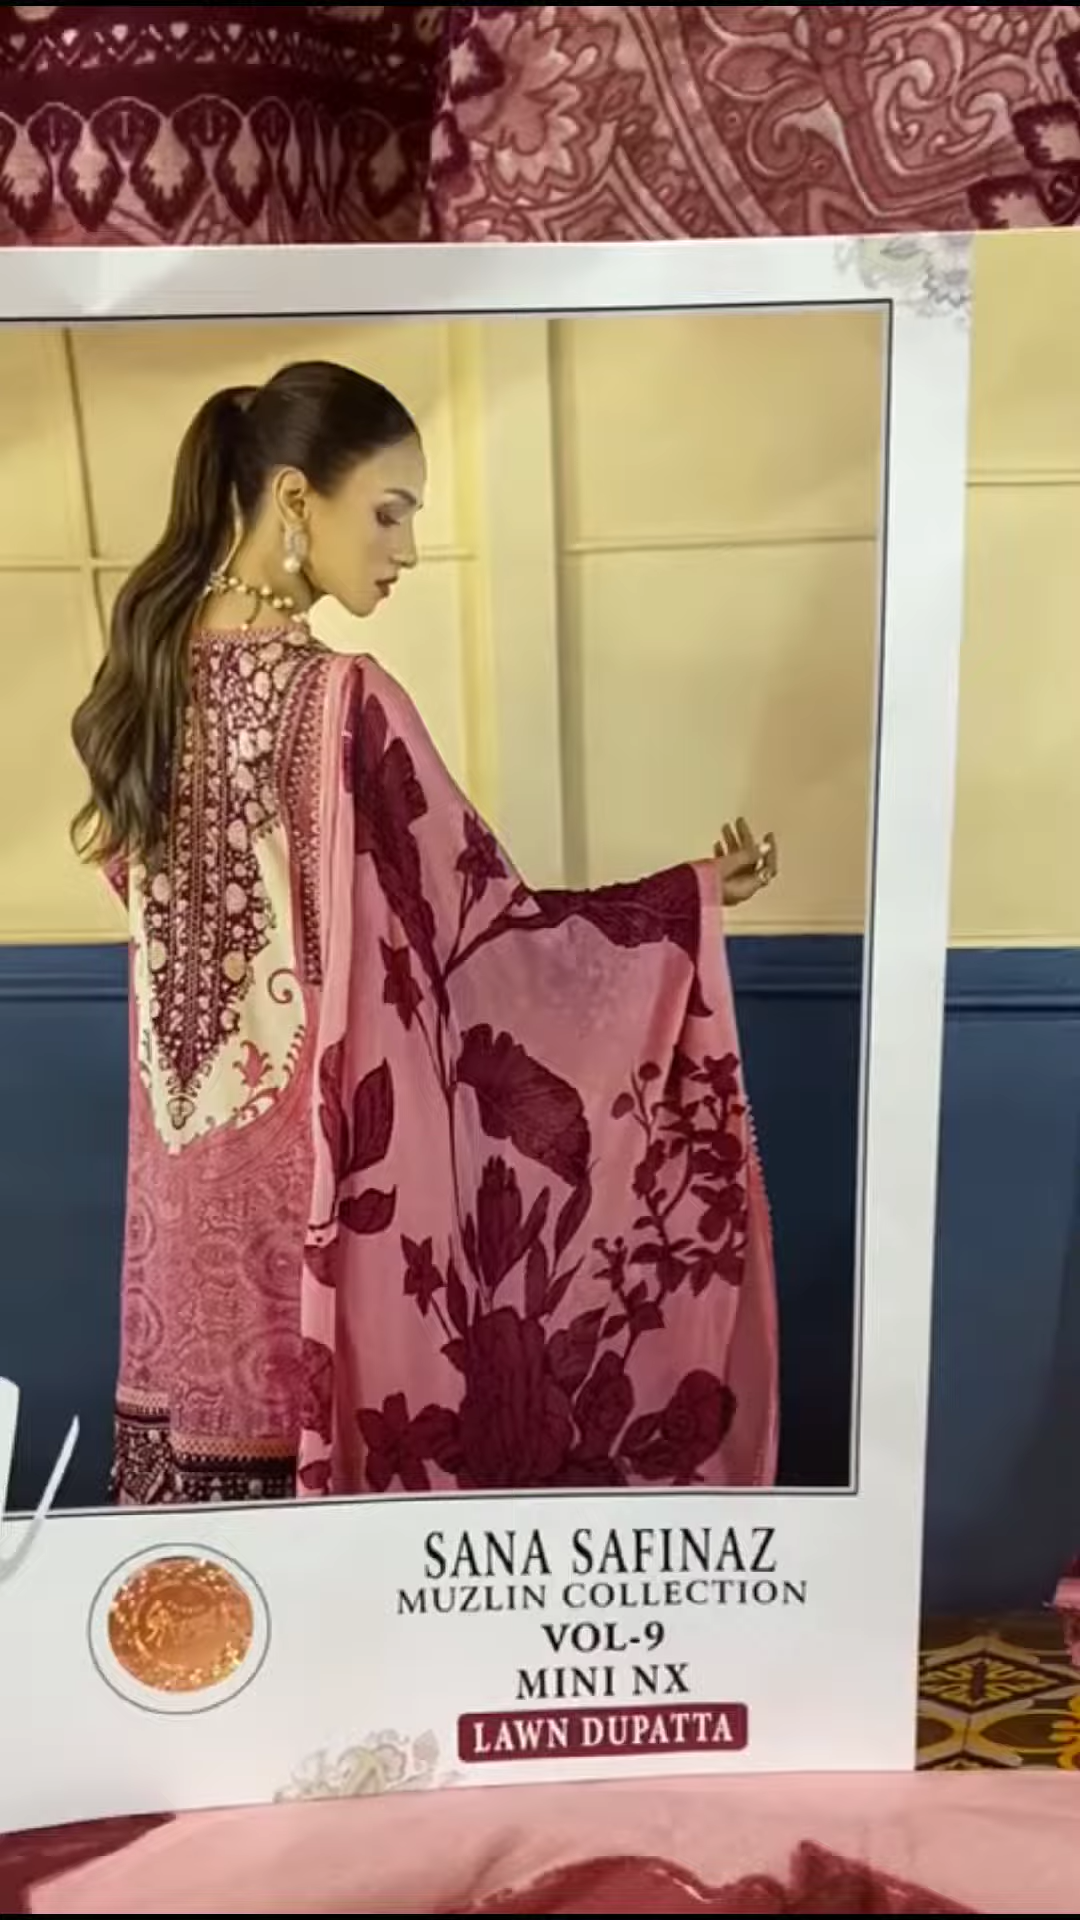 SANA SAFINAZ
MUZLIN COLLECTION
VOL-9
MINI NX
LAWN DUPATTA